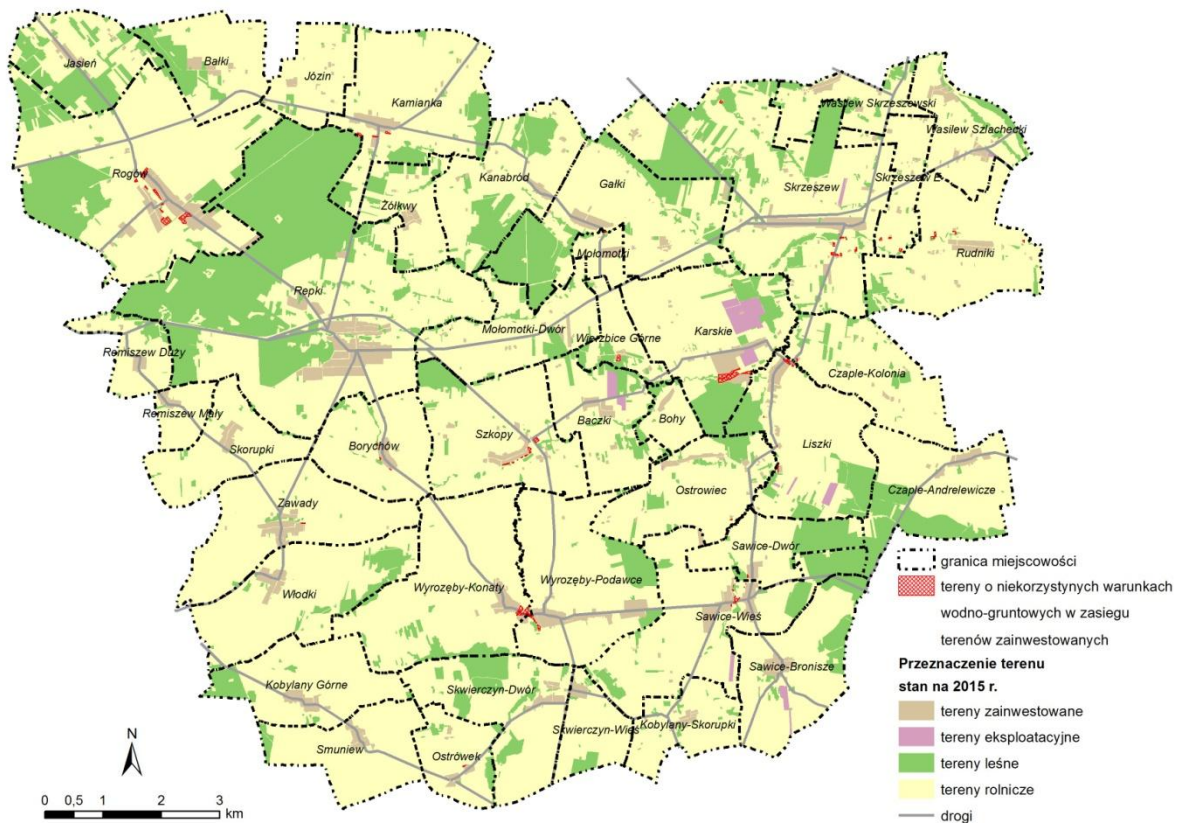 Jasień
Bałki
Józin
Kamianka
Wasilew Skrzeszewski
Wasilew Szlachecki
Rogów
Kanabród
Gałki
Skrzeszew
Skrzeszew E
Żółkwy
Mołomotki
Rudniki
Repki
Mołomotki-Dwór
Wierzbice Górne
Karskie
Remiszew Duży
Czaple-Kolonia
Remiszew Mały
Skorupki
Borychów
Szkopy
Baczki
Bohy
Liszki
Ostrowiec
Czaple-Andrelewicze
Zawady
Sawice-Dwór
Włodki
Wyrozęby-Konaty
Wyrozęby-Podawce
Sawice-Wieś
Sawice-Bronisze
Kobylany Górne
Skwierczyn-Dwór
Skwierczyn-Wieś
Kobylany-Skorupki
Smuniew
Ostrówek
granica miejscowości
tereny o niekorzystynych warunkach
wodno-gruntowych w zasiegu
terenów zainwestowanych
Przeznaczenie terenu
stan na 2015 r.
tereny zainwestowane
tereny eksploatacyjne
tereny leśne
tereny rolnicze
drogi
N
0 0,5 1 2 3
km